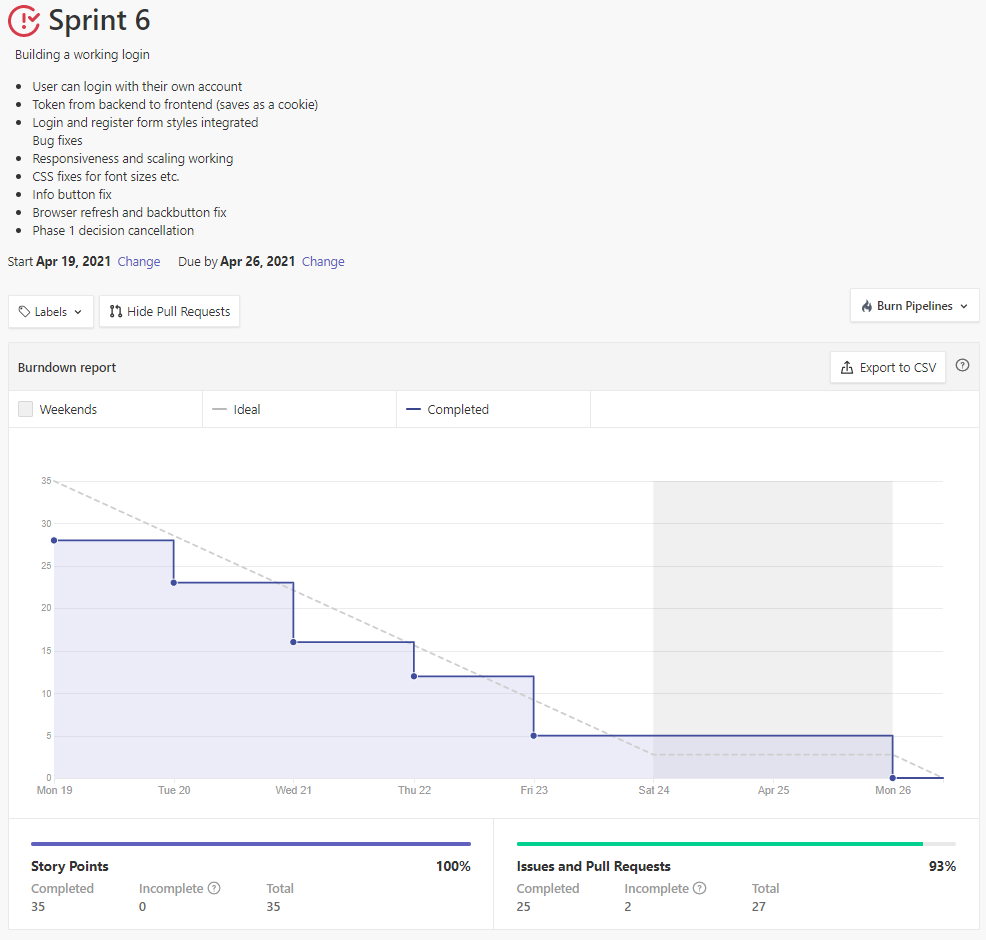 Sprint 6
Building a working login
User can login with their own account
Token from backend to frontend (saves as a cookie)
Login and register form styles integrated
Bug fixes
Responsiveness and scaling working
CSS fixes for font sizes etc.
Info button fix
Browser refresh and backbutton fix
Phase 1 decision cancellation
Start Apr 19, 2021 Change Due by Apr 26, 2021 Change
Labels Hide Pull Requests Burn Pipelines
Burndown report Export to CSV
Weekends Ideal Completed
35
30
25
20
15
10
5
0
Mon 19 Tue 20 Wed 21 Thu 22 Fri 23 Sat 24 Apr 25 Mon 26
Story Points 100%
Completed Incomplete Total
35 0 35
Issues and Pull Requests 93%
Completed Incomplete Total
25 2 27